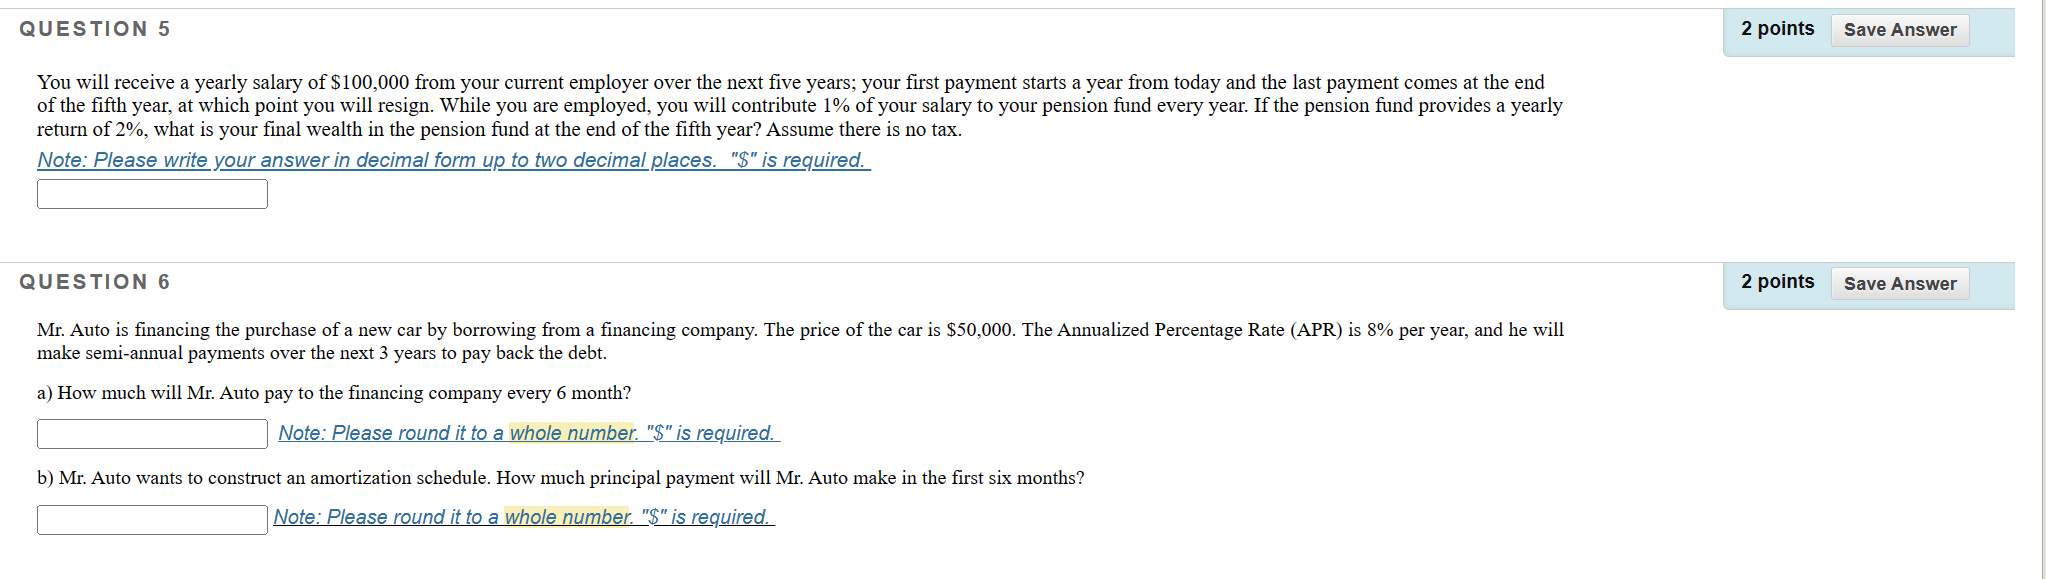 QUESTION 5
2 points
Save Answer
You will receive a yearly salary of $100,000 from your current employer over the next five years; your first payment starts a year from today and the last payment comes at the end
of the fifth year, at which point you will resign. While you are employed, you will contribute 1% of your salary to your pension fund every year. If the pension fund provides a yearly
return of 2%, what is your final wealth in the pension fund at the end of the fifth year? Assume there is no tax.
Note: Please write your answer in decimal form up to two decimal places.  "$" is required.
QUESTION 6
2 points
Save Answer
Mr. Auto is financing the purchase of a new car by borrowing from a financing company. The price of the car is $50,000. The Annualized Percentage Rate (APR) is 8% per year, and he will
make semi-annual payments over the next 3 years to pay back the debt.
a) How much will Mr. Auto pay to the financing company every 6 month?
Note: Please round it to a whole number. "$" is required.
b) Mr. Auto wants to construct an amortization schedule. How much principal payment will Mr. Auto make in the first six months?
Note: Please round it to a whole number. "$" is required.